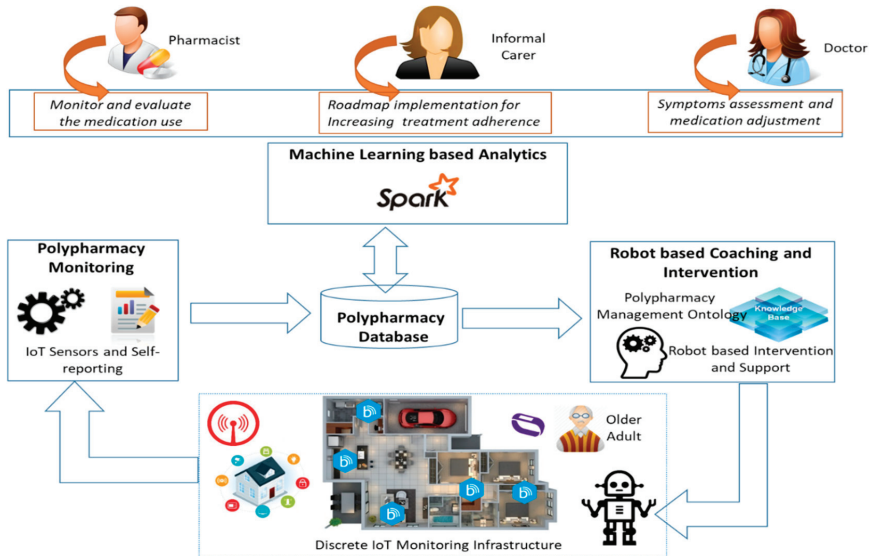 Pharmacist
Informal
Carer
Doctor
Monitor and evaluate
the medication use
Roadmap implementation for
Increasing treatment adherence
Symptoms assessment and
medication adjustment
Machine Learning based Analytics
Spark
Polypharmacy
Monitoring
IoT Sensors and Self-
reporting
Polypharmacy
Database
Robot based Coaching and
Intervention
Polypharmacy
Management Ontology
Knowledge
Base
Robot based Intervention
and Support
Older
Adult
Discrete IoT Monitoring Infrastructure